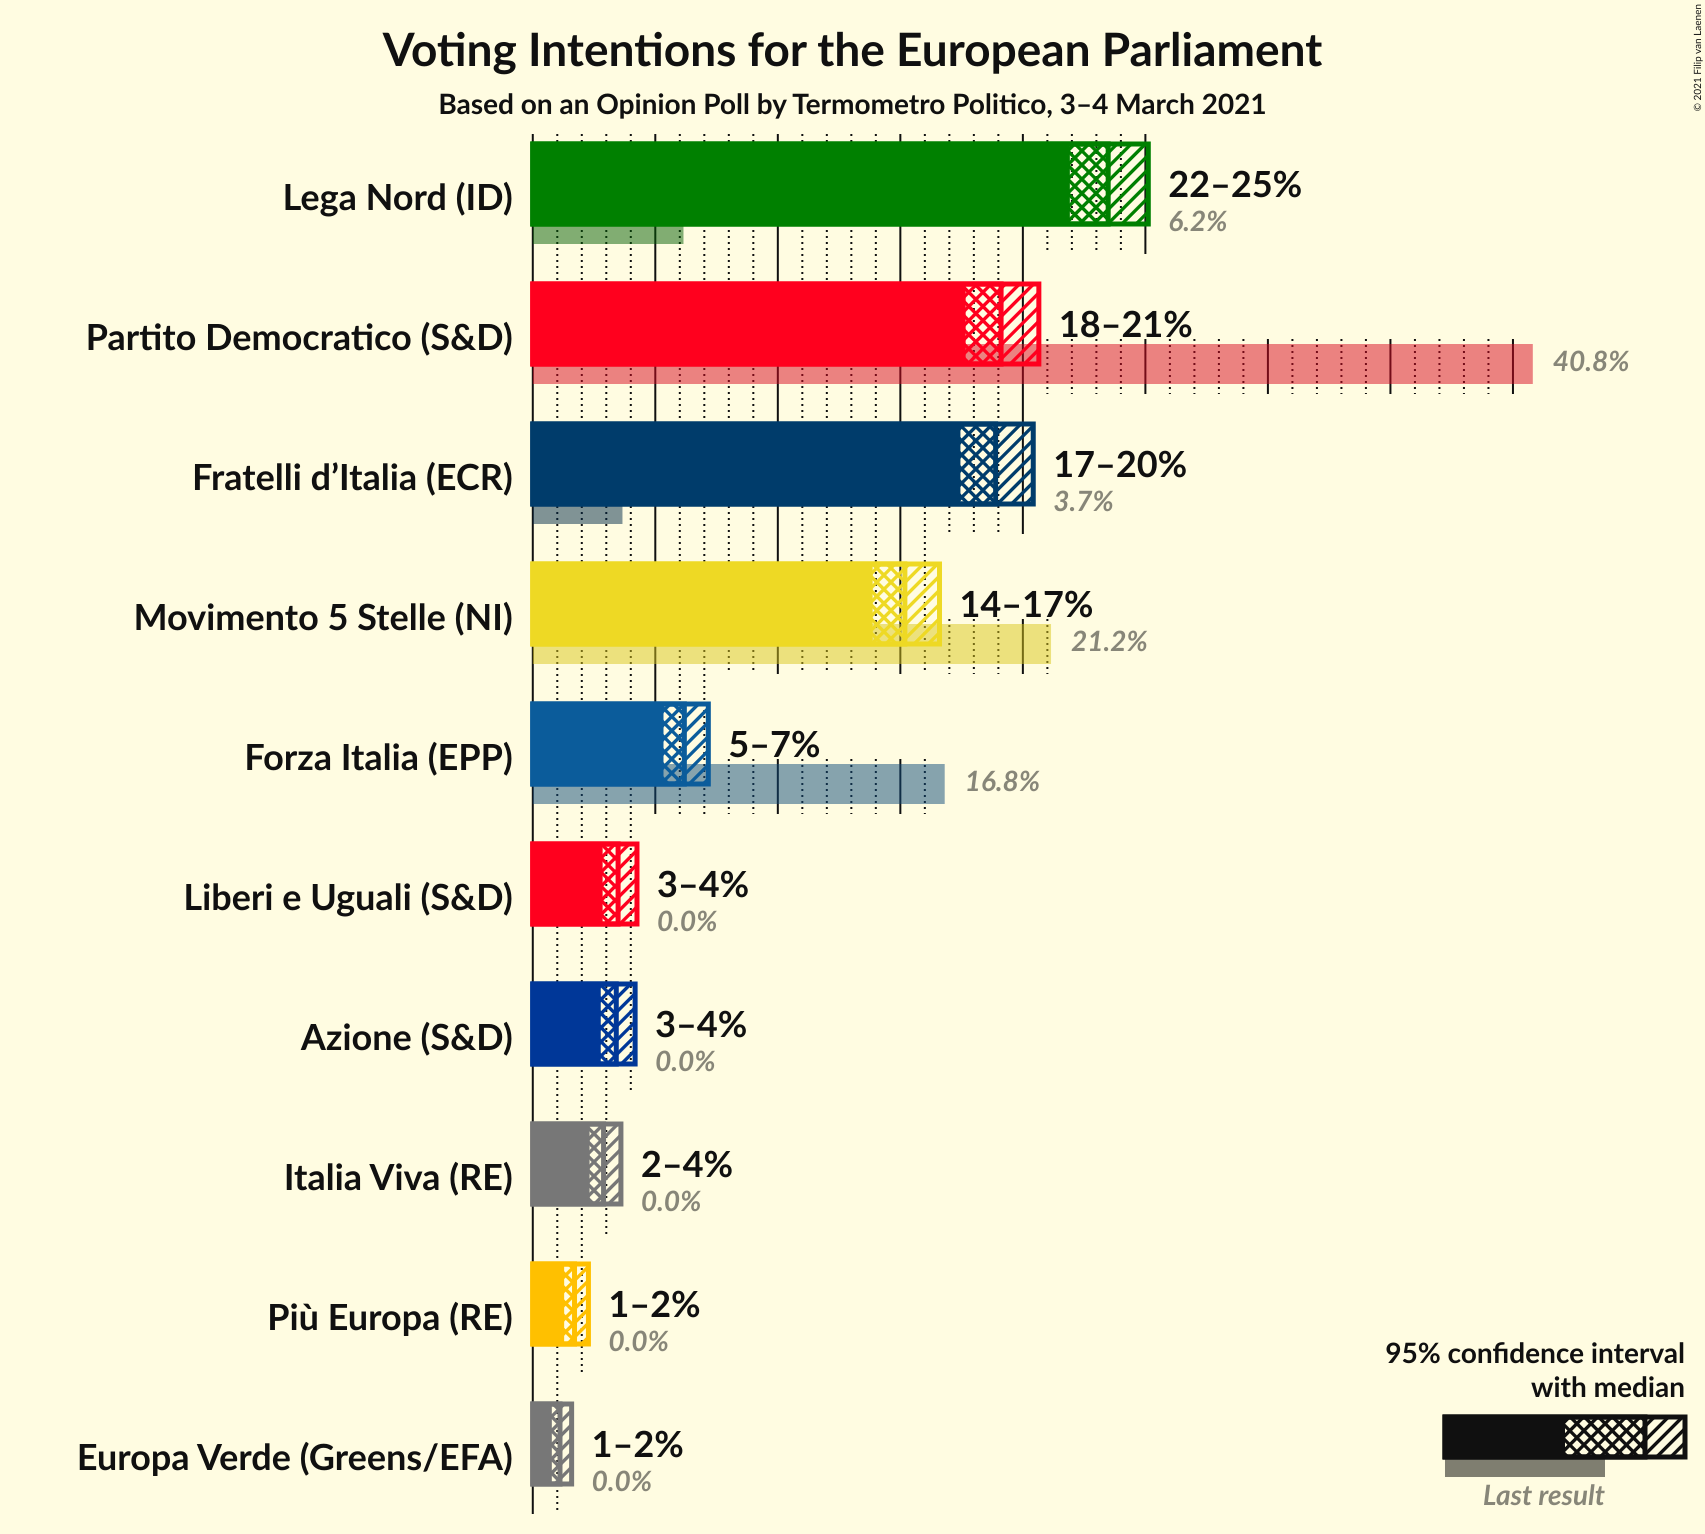 Voting Intentions for the European Parliament
Based on an Opinion Poll by Termometro Politico, 3–4 March 2021
© 2021 Filip van Laenen
Lega Nord (ID)
22–25%
6.2%
Partito Democratico (S&D)
18–21%
40.8%
Fratelli d’Italia (ECR)
17–20%
3.7%
Movimento 5 Stelle (NI)
14–17%
21.2%
Forza Italia (EPP)
5–7%
16.8%
Liberi e Uguali (S&D)
3–4%
0.0%
Azione (S&D)
3–4%
0.0%
Italia Viva (RE)
2–4%
0.0%
Più Europa (RE)
1–2%
0.0%
Europa Verde (Greens/EFA)
1–2%
0.0%
95% confidence interval
with median
Last result